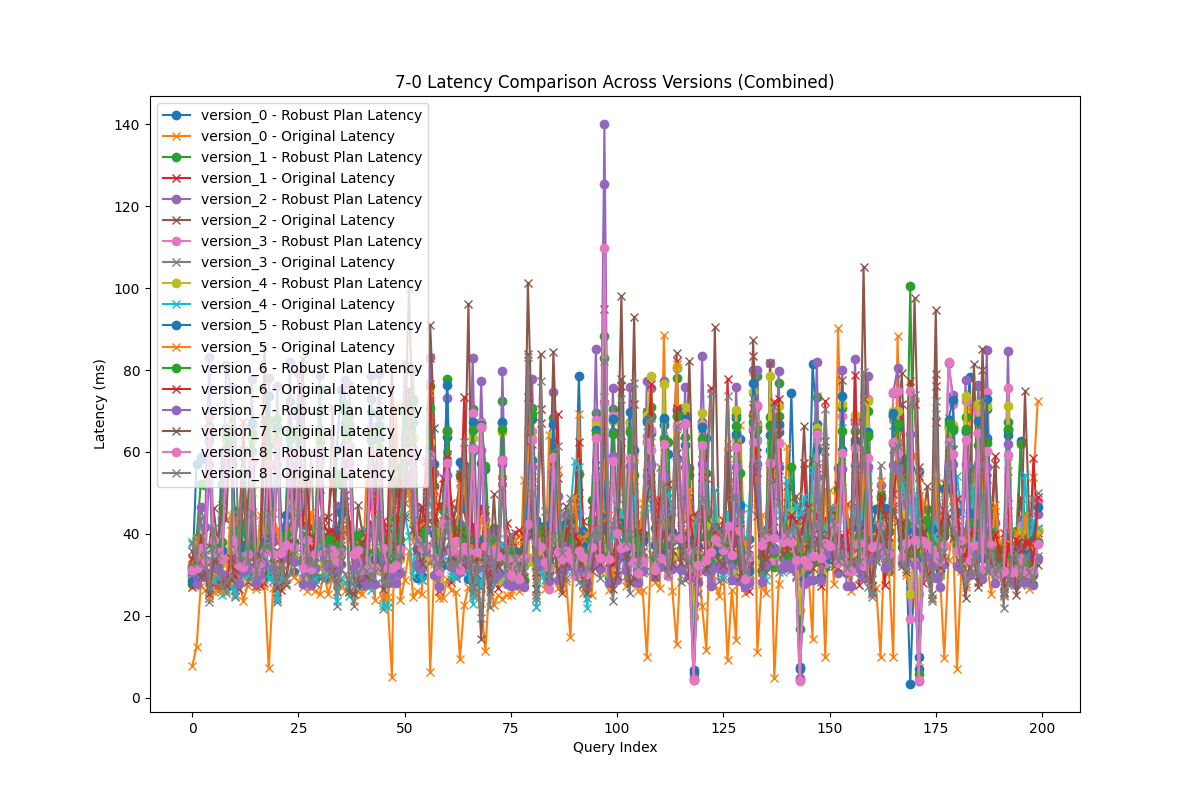 7-0 Latency Comparison Across Versions (Combined)
version_0 - Robust Plan Latency
version_0 - Original Latency
version_1 - Robust Plan Latency
version_1 - Original Latency
version_2 - Robust Plan Latency
version_2 - Original Latency
version_3 - Robust Plan Latency
version_3 - Original Latency
version_4 - Robust Plan Latency
version_4 - Original Latency
version_5 - Robust Plan Latency
version_5 - Original Latency
version_6 - Robust Plan Latency
version_6 - Original Latency
version_7 - Robust Plan Latency
version_7 - Original Latency
version_8 - Robust Plan Latency
version_8 - Original Latency
Latency (ms)
140
120
100
80
60
40
20
0
0 25 50 75 100 125 150 175 200
Query Index